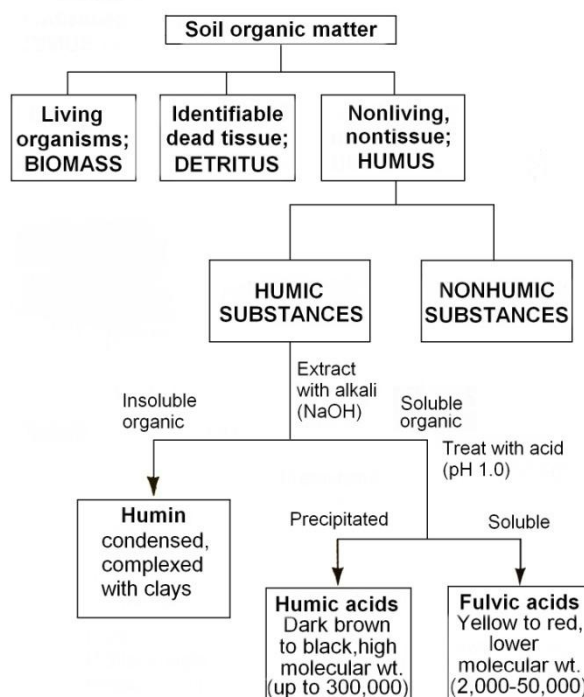 Soil organic matter
Living
organisms;
BIOMASS
Identifiable
dead tissue;
DETRITUS
Nonliving,
nontissue;
HUMUS
HUMIC
SUBSTANCES
NONHUMIC
SUBSTANCES
Extract
with alkali
(NaOH)
Insoluble
organic
Soluble
organic
Treat with acid
(pH 1.0)
Humin
condensed,
complexed
with clays
Precipitated
Soluble
Humic acids
Dark brown
to black,high
molecular wt.
(up to 300,000)
Fulvic acids
Yellow to red,
lower
molecular wt.
(2,000-50,000)